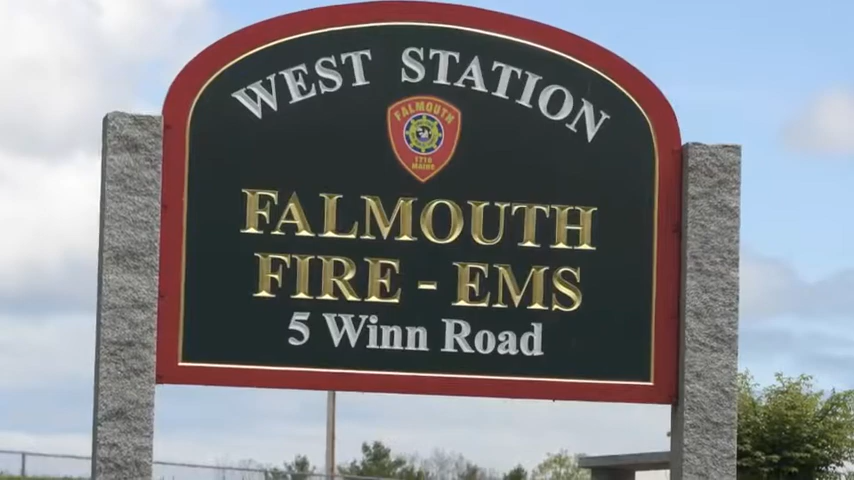 WEST STATION
FALMOUTH
1718
MAINE
FALMOUTH
FIRE - EMS
5 Winn Road